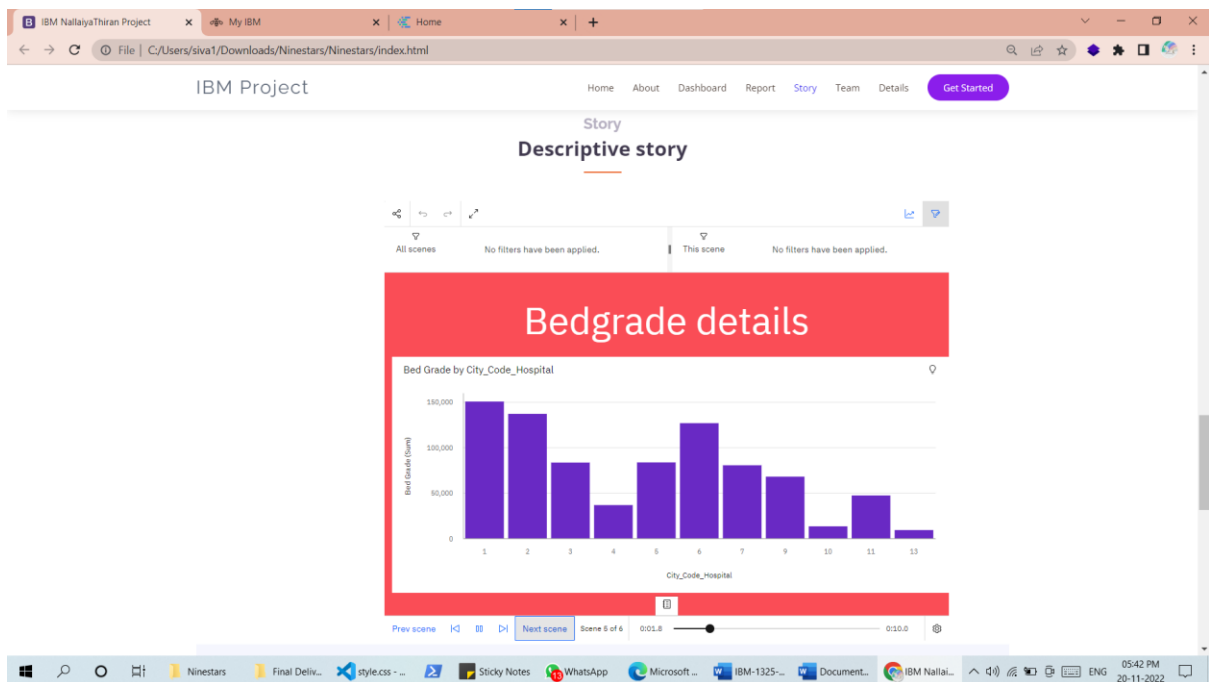 IBM NallaiyaThiran Project
My IBM
Home
File | C:/Users/siva1/Downloads/Ninestars/Ninestars/index.html
IBM Project
Home About Dashboard Report Story Team Details Get Started
Story
Descriptive story
All scenes No filters have been applied. This scene No filters have been applied.
Bedgrade details
Bed Grade by City_Code_Hospital
Bed Grade (Sum)
150,000
100,000
50,000
0
1 2 3 4 5 6 7 9 10 11 13
City_Code_Hospital
Prev scene Next scene Scene 5 of 6 0:01.8 0:10.0
Ninestars Final Deliv... style.css - ... Sticky Notes 13 WhatsApp Microsoft ... IBM-1325-... Document... IBM Nallai... ENG 05:42 PM
20-11-2022